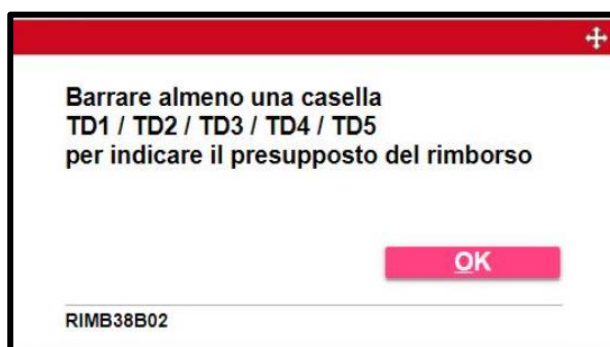 Barrare almeno una casella
TD1 / TD2 / TD3 / TD4 / TD5
per indicare il presupposto del rimborso
OK
RIMB38B02